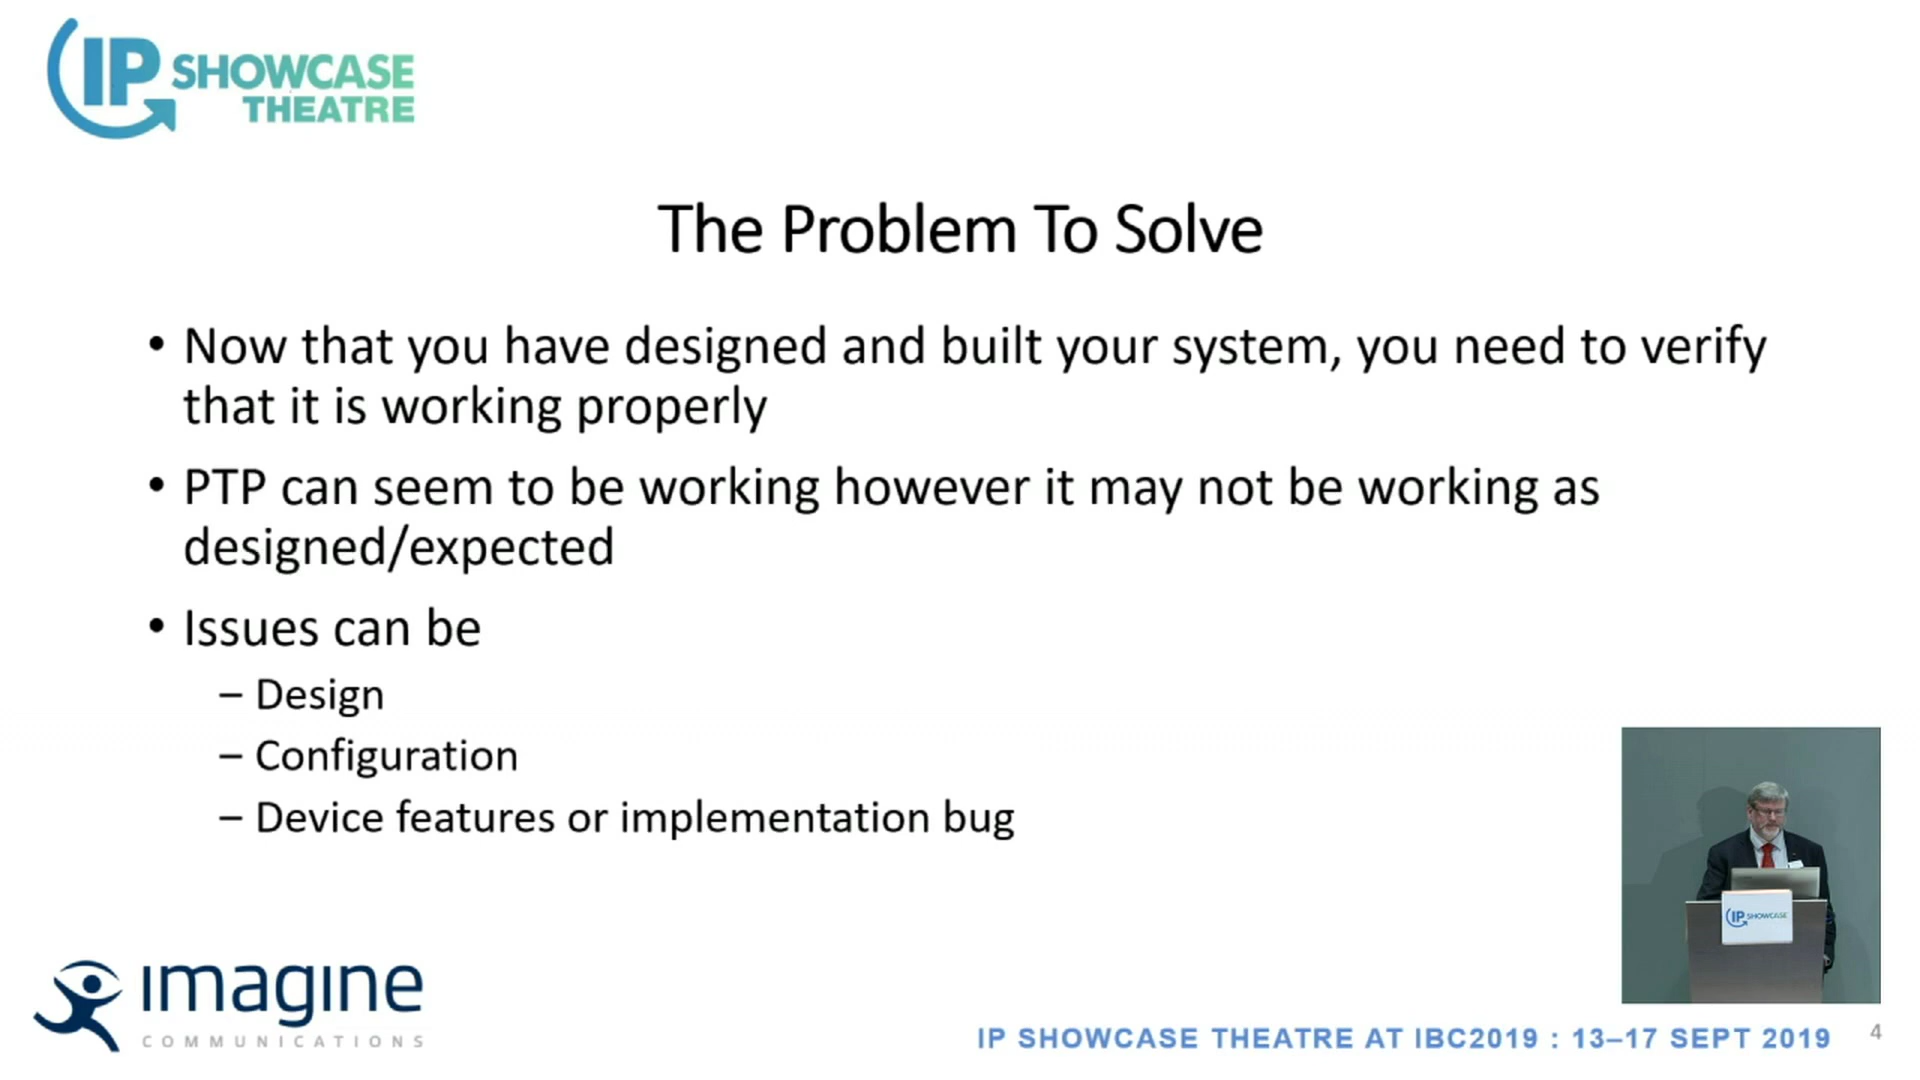 IP SHOWCASE
THEATRE
The Problem To Solve
• Now that you have designed and built your system, you need to verify
that it is working properly
• PTP can seem to be working however it may not be working as
designed/expected
• Issues can be
– Design
– Configuration
– Device features or implementation bug
IP SHOWCASE
imagine
COMMUNICATIONS
IP SHOWCASE THEATRE AT IBC2019 : 13–17 SEPT 2019
4